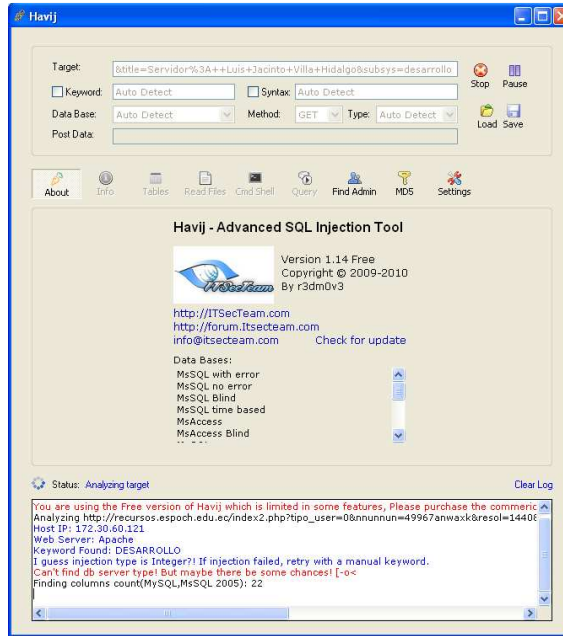 Havij
Target:
&title=Servidor%3A++Luis+Jacinto+Villa+Hidalgo&subsys=desarrollo
Stop
Pause
Keyword:
Auto Detect
Syntax:
Auto Detect
Data Base:
Auto Detect
Method:
GET
Type:
Auto Detect
Load
Save
Post Data:
About
Info
Tables
Read Files
Cmd Shell
Query
Find Admin
MD5
Settings
Havij - Advanced SQL Injection Tool
ITSecTeam
Version 1.14 Free
Copyright © 2009-2010
By r3dm0v3
http://ITSecTeam.com
http://forum.Itsecteam.com
info@itsecteam.com
Check for update
Data Bases:
MsSQL with error
MsSQL no error
MsSQL Blind
MsSQL time based
MsAccess
MsAccess Blind
Status: Analyzing target
Clear Log
You are using the Free version of Havij which is limited in some features, Please purchase the commeric
Analyzing http://recursos.espoch.edu.ec/index2.php?tipo_user=0&nnunnun=49967anwaxk&resol=14408
Host IP: 172.30.60.121
Web Server: Apache
Keyword Found: DESARROLLO
I guess injection type is Integer?! If injection failed, retry with a manual keyword.
Can't find db server type! But maybe there be some chances! [-o<
Finding columns count(MySQL,MsSQL 2005): 22